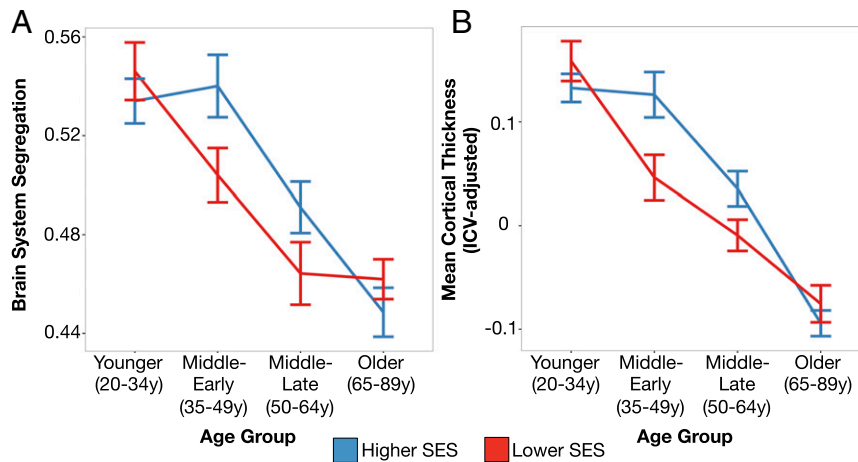 A
Brain System Segregation
0.56
0.52
0.48
0.44
Younger
(20-34y)
Middle-
Early
(35-49y)
Middle-
Late
(50-64y)
Older
(65-89y)
Age Group
B
Mean Cortical Thickness
(ICV-adjusted)
0.1
0
-0.1
Younger
(20-34y)
Middle-
Early
(35-49y)
Middle-
Late
(50-64y)
Older
(65-89y)
Age Group
Higher SES
Lower SES